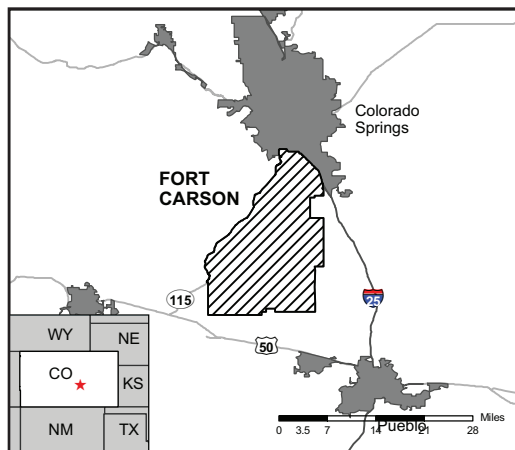 Colorado
Springs
FORT
CARSON
115
25
50
WY
NE
CO
KS
NM
TX
Miles
Pueblo
0 3.5 7 14 21 28